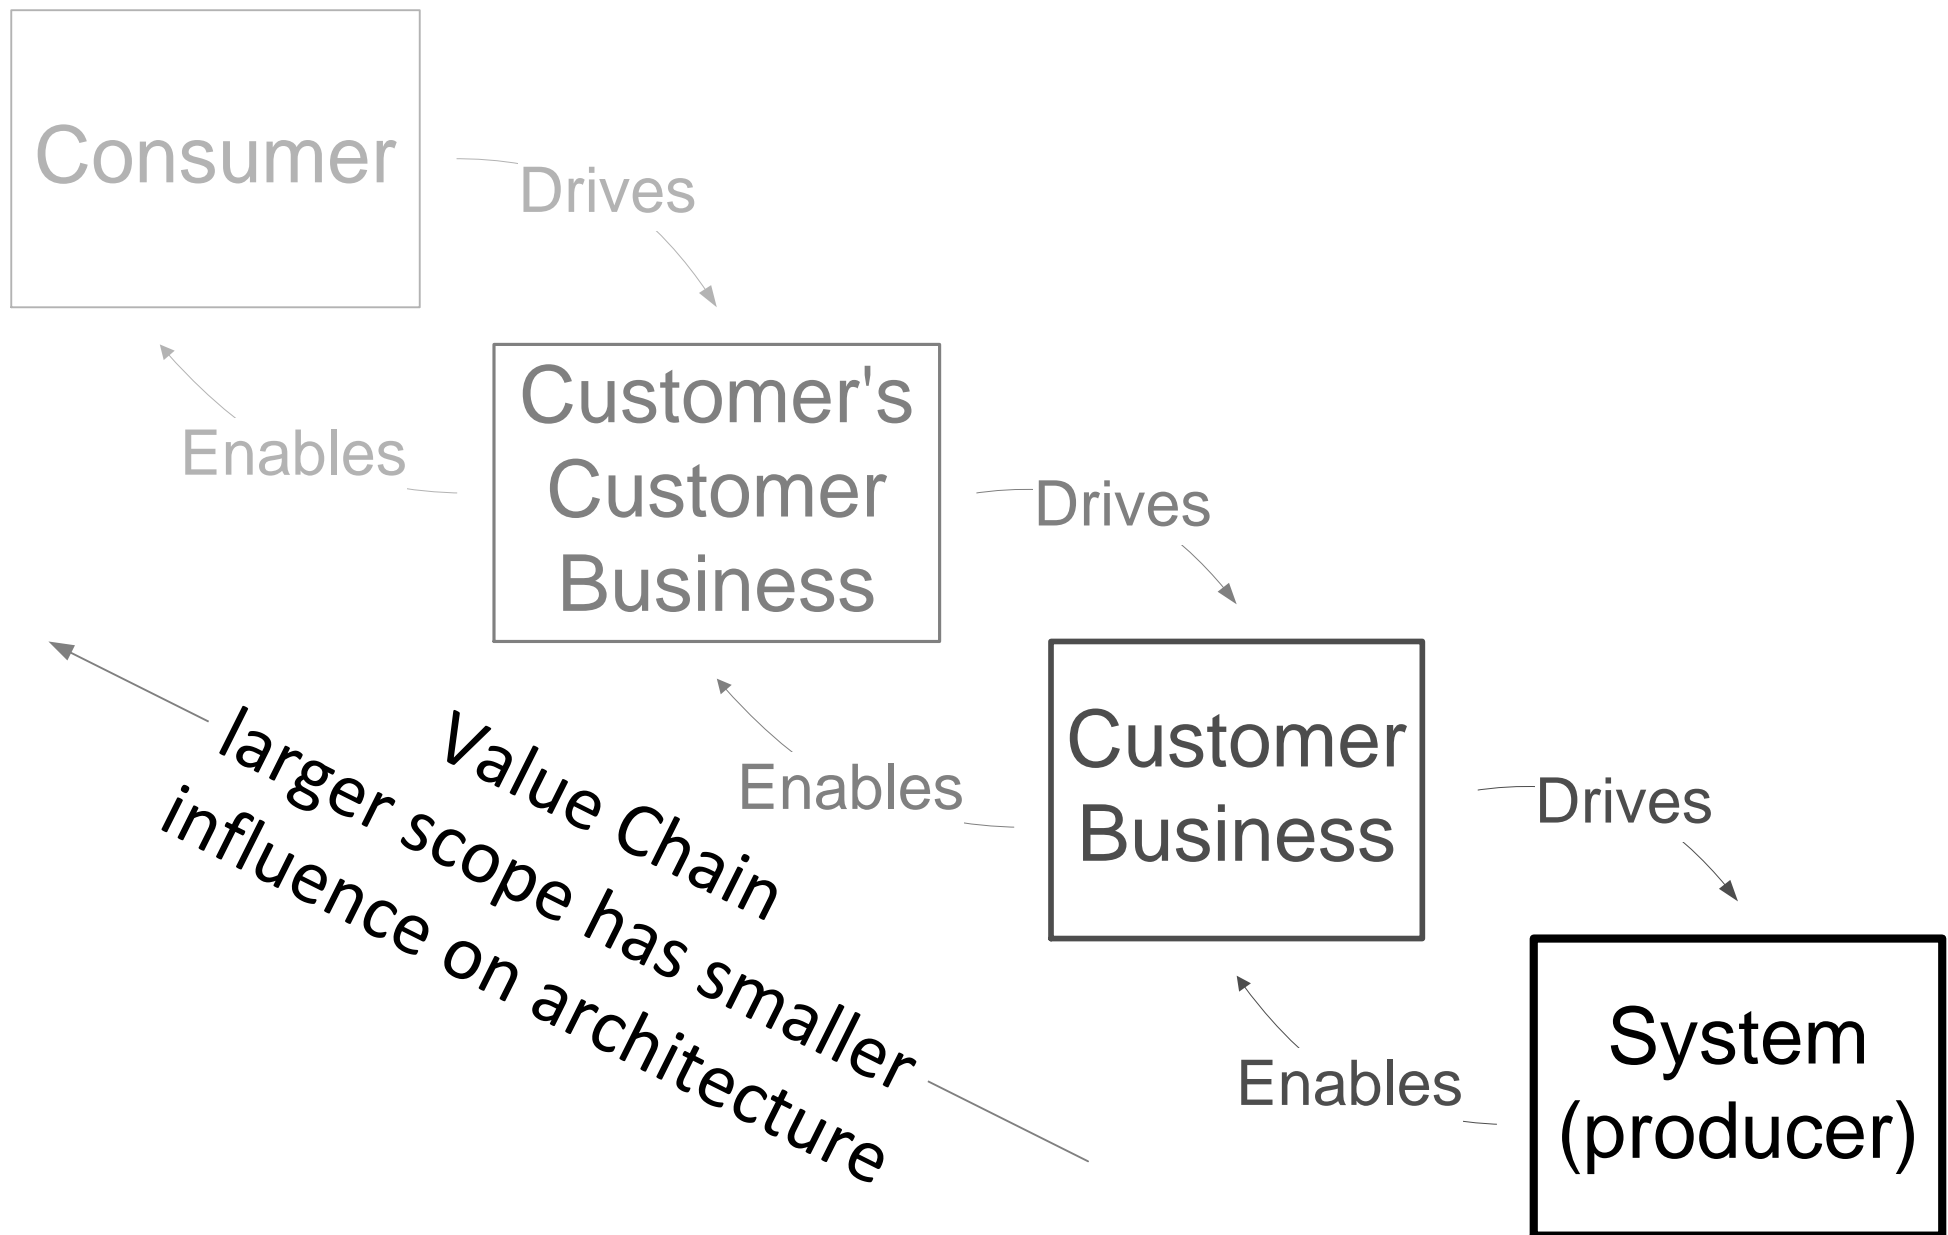 Consumer
Drives
Enables
Customer's
Customer
Business
Drives
Enables
Customer
Business
Drives
Enables
System
(producer)
Value Chain
larger scope has smaller
influence on architecture